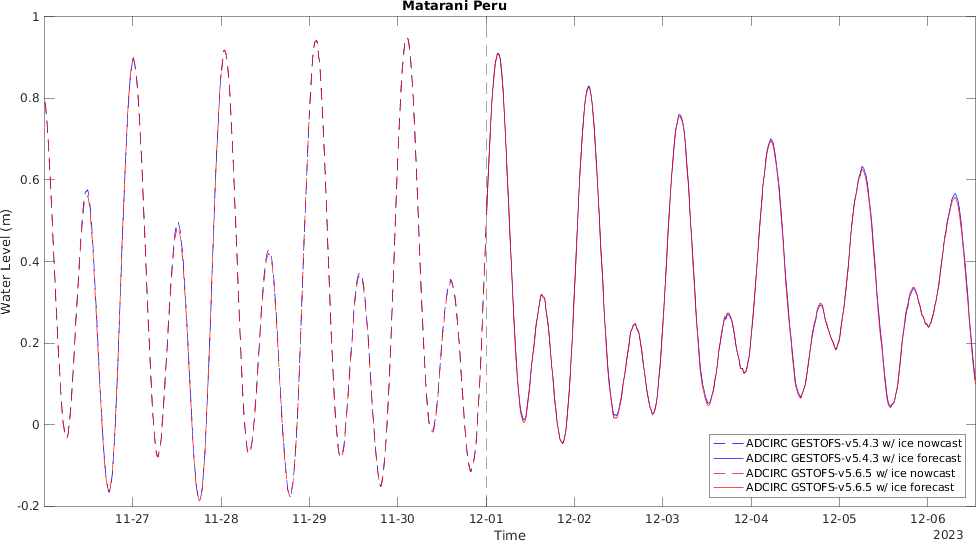 Matarani Peru
1
0.8
0.6
0.4
0.2
0
-0.2
Water Level (m)
11-27 11-28 11-29 11-30 12-01 12-02 12-03 12-04 12-05 12-06
Time
2023
ADCIRC GESTOFS-v5.4.3 w/ ice nowcast
ADCIRC GESTOFS-v5.4.3 w/ ice forecast
ADCIRC GSTOFS-v5.6.5 w/ ice nowcast
ADCIRC GSTOFS-v5.6.5 w/ ice forecast